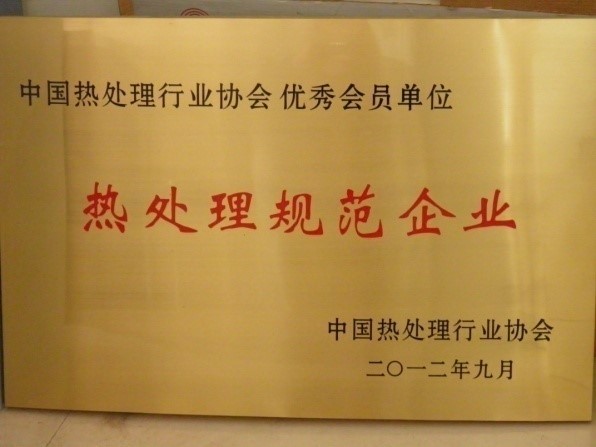 中国热处理行业协会 优秀会员单位
热处理规范企业
中国热处理行业协会
二〇一二年九月